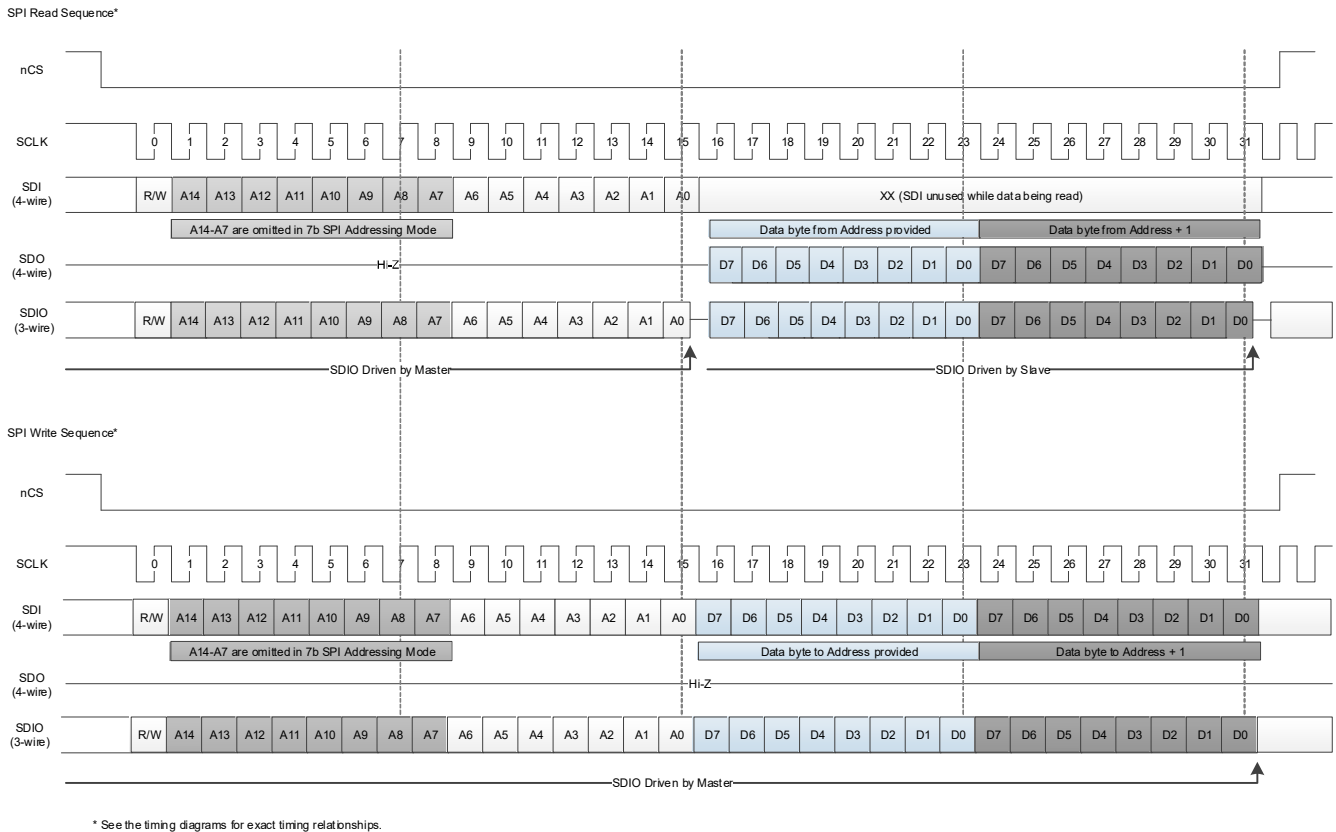 SPI Read Sequence*
nCS
SCLK 0 1 2 3 4 5 6 7 8 9 10 11 12 13 14 15 16 17 18 19 20 21 22 23 24 25 26 27 28 29 30 31
SDI (4-wire) R/W A14 A13 A12 A11 A10 A9 A8 A7 A6 A5 A4 A3 A2 A1 A0 XX (SDI unused while data being read)
A14-A7 are omitted in 7b SPI Addressing Mode Data byte from Address provided Data byte from Address + 1
SDO (4-wire) Hi-Z D7 D6 D5 D4 D3 D2 D1 D0 D7 D6 D5 D4 D3 D2 D1 D0
SDIO (3-wire) R/W A14 A13 A12 A11 A10 A9 A8 A7 A6 A5 A4 A3 A2 A1 A0 D7 D6 D5 D4 D3 D2 D1 D0 D7 D6 D5 D4 D3 D2 D1 D0
SDIO Driven by Master SDIO Driven by Slave
SPI Write Sequence*
nCS
SCLK 0 1 2 3 4 5 6 7 8 9 10 11 12 13 14 15 16 17 18 19 20 21 22 23 24 25 26 27 28 29 30 31
SDI (4-wire) R/W A14 A13 A12 A11 A10 A9 A8 A7 A6 A5 A4 A3 A2 A1 A0 D7 D6 D5 D4 D3 D2 D1 D0 D7 D6 D5 D4 D3 D2 D1 D0
A14-A7 are omitted in 7b SPI Addressing Mode Data byte to Address provided Data byte to Address + 1
SDO (4-wire) Hi-Z
SDIO (3-wire) R/W A14 A13 A12 A11 A10 A9 A8 A7 A6 A5 A4 A3 A2 A1 A0 D7 D6 D5 D4 D3 D2 D1 D0 D7 D6 D5 D4 D3 D2 D1 D0
SDIO Driven by Master
* See the timing diagrams for exact timing relationships.